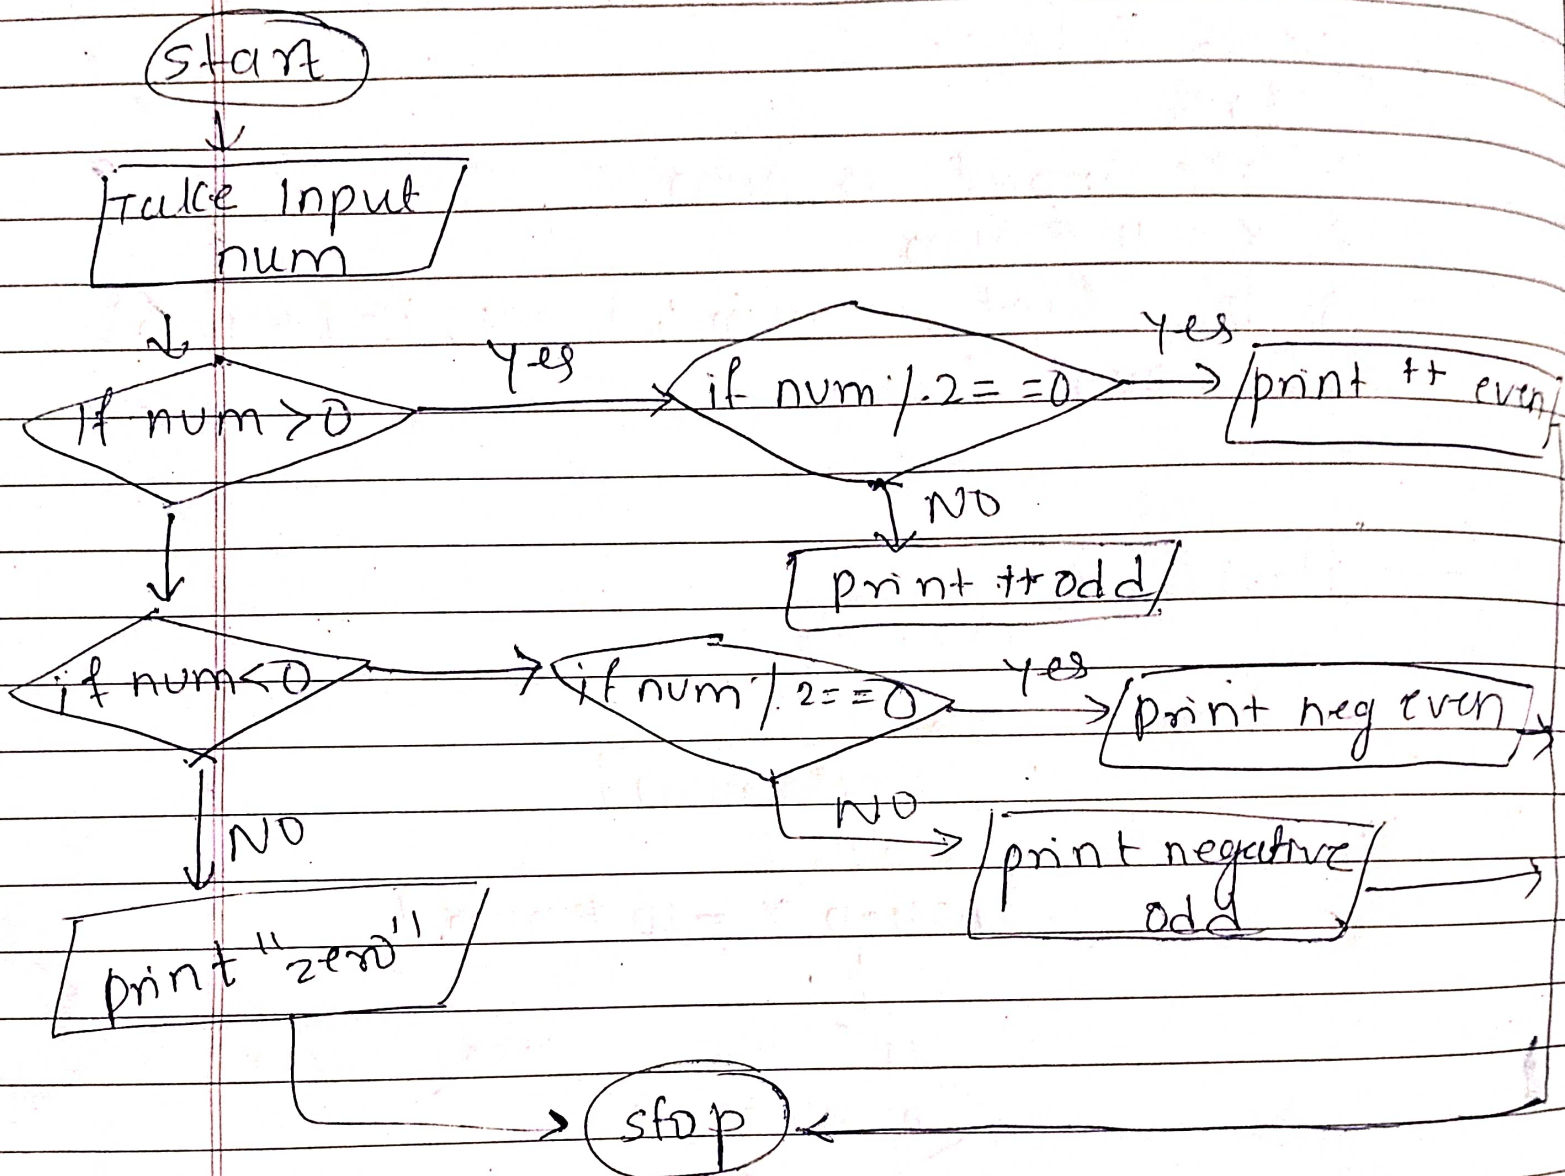 start
Take Input
num
yes
yes
If num>0
if num%2==0
print ++ even
NO
print ++ odd
if num<0
if num%2==0
yes
print neg even
NO
NO
print negative
odd
print "zero"
stop